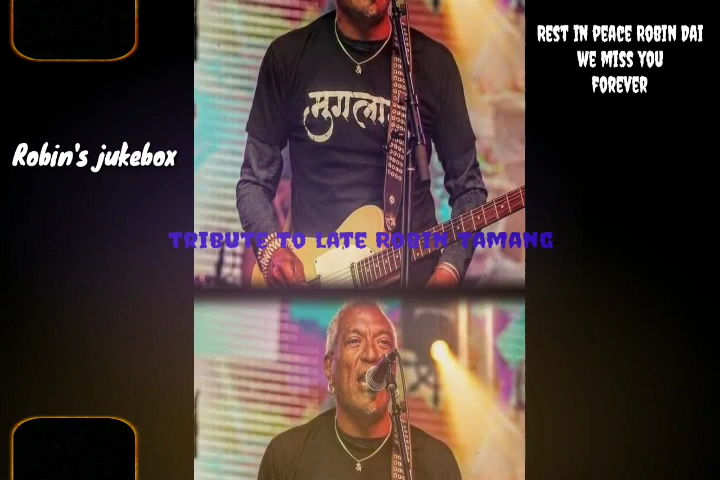 REST IN PEACE ROBIN DAI
WE MISS YOU
FOREVER
मुगला
Robin's jukebox
TRIBUTE TO LATE ROBIN TAMANG